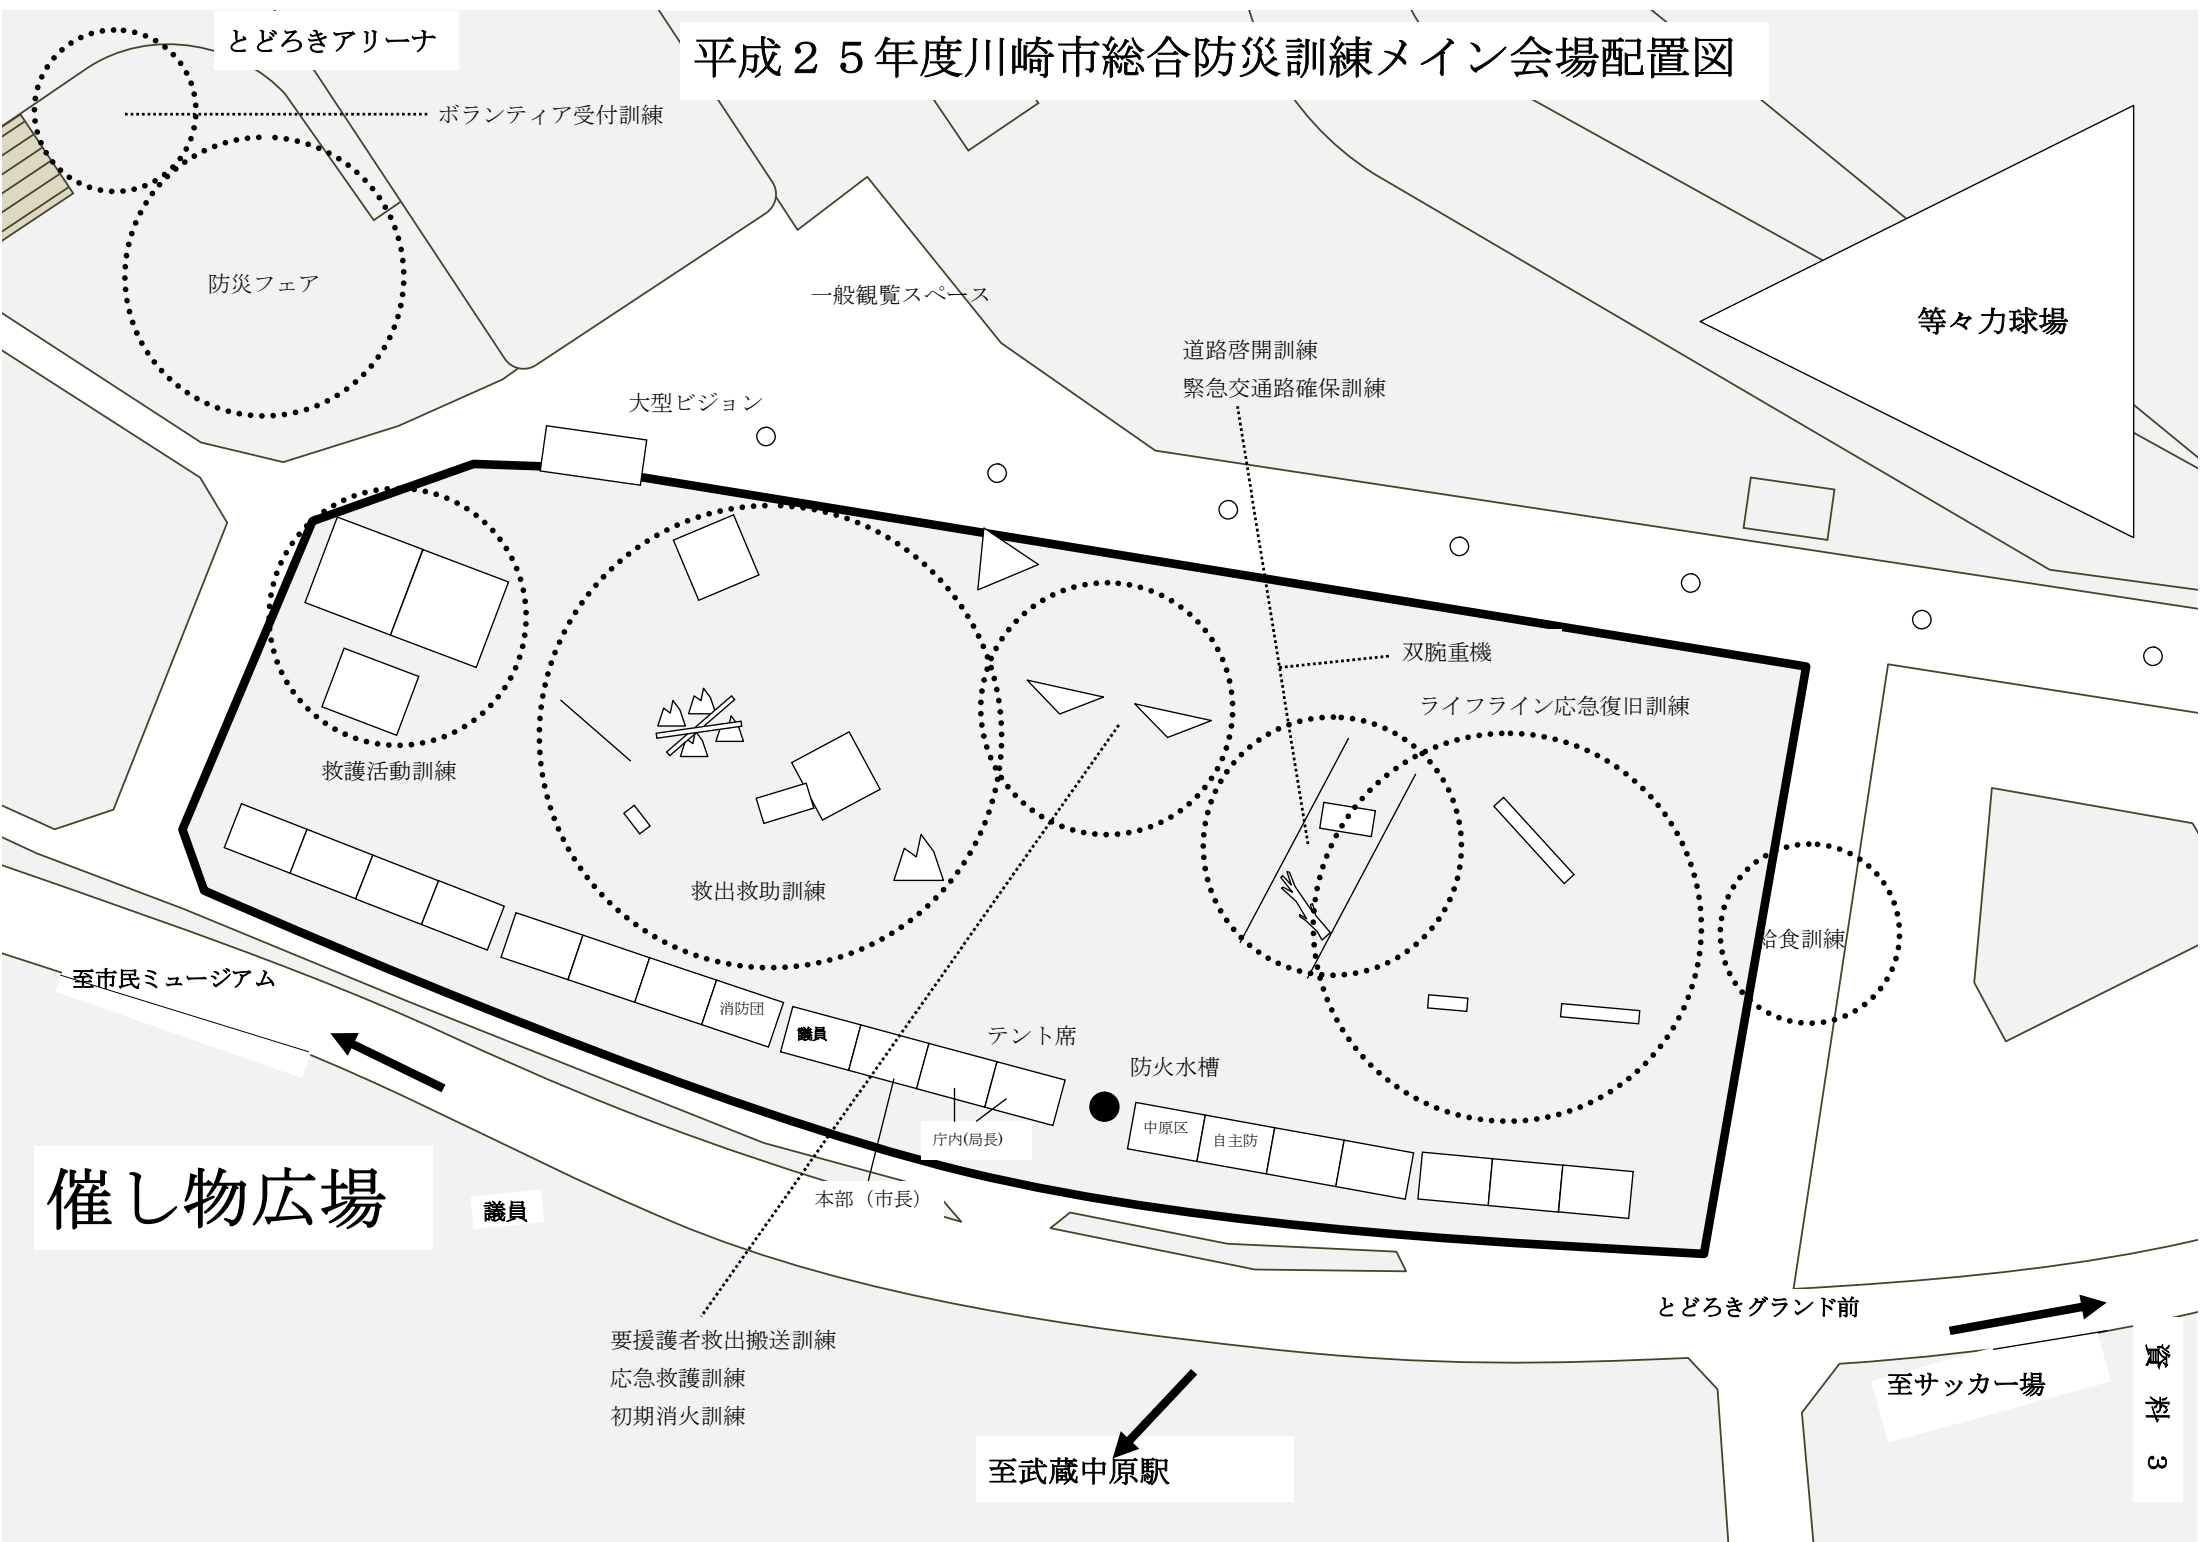 とどろきアリーナ
平成２５年度川崎市総合防災訓練メイン会場配置図
ボランティア受付訓練
防災フェア
一般観覧スペース
等々力球場
道路啓開訓練
緊急交通路確保訓練
大型ビジョン
双腕重機
ライフライン応急復旧訓練
救護活動訓練
救出救助訓練
給食訓練
至市民ミュージアム
消防団
議員
テント席
防火水槽
中原区
自主防
庁内(局長)
本部（市長）
催し物広場
議員
とどろきグランド前
要援護者救出搬送訓練
応急救護訓練
初期消火訓練
至サッカー場
資料３
至武蔵中原駅